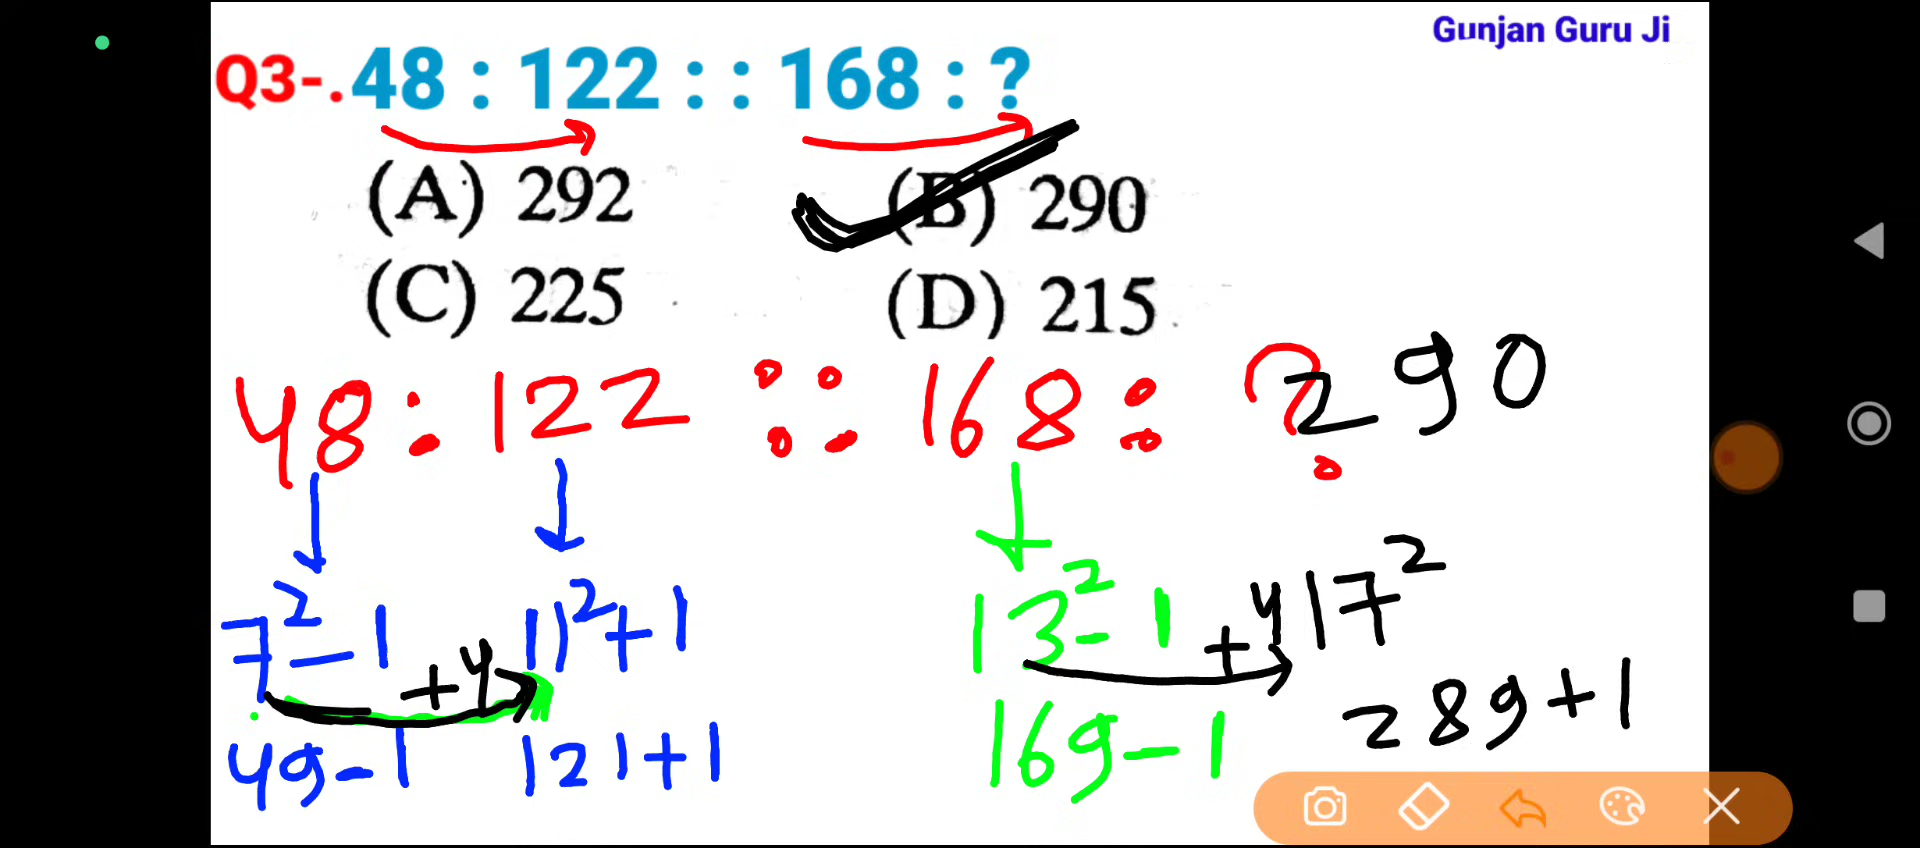 Gunjan Guru Ji
Q3-. 48 : 122 : : 168 : ?
(A) 292 (B) 290
(C) 225 (D) 215
48 : 122 :: 168 : ? 290
7²-1 +4 11²+1 13²-1 +4 17²
49-1 121+1 169-1 289+1